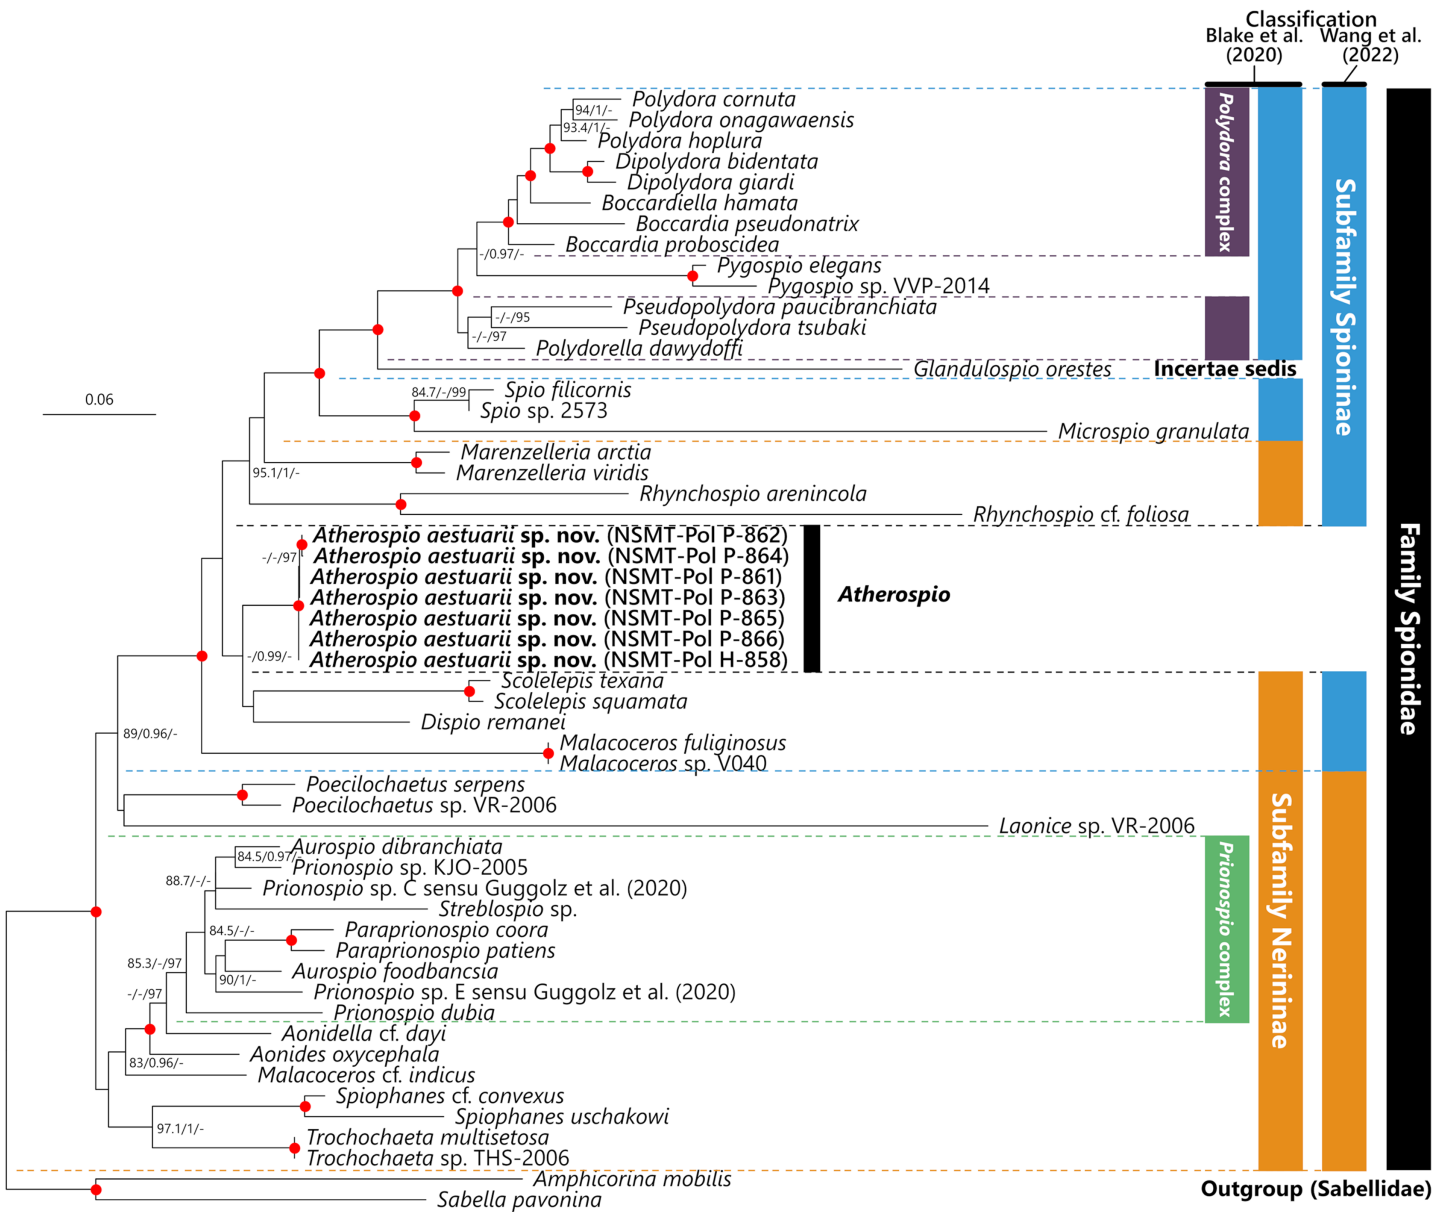 Classification
Blake et al. Wang et al.
(2020) (2022)
Polydora cornuta
94/1/-
Polydora onagawaensis
93.4/1/-
Polydora hoplura
Dipolydora bidentata
Dipolydora giardi
Boccardiella hamata
Boccardia pseudonatrix
Boccardia proboscidea
-/0.97/-
Pygospio elegans
Pygospio sp. VVP-2014
Pseudopolydora paucibranchiata
-/-/95
Pseudopolydora tsubaki
-/-/97
Polydorella dawydoffi
Glandulospio orestes
Incertae sedis
Spio filicornis
84.7/-/99
Spio sp. 2573
0.06
Microspio granulata
Marenzelleria arctia
95.1/1/-
Marenzelleria viridis
Rhynchospio arenincola
Rhynchospio cf. foliosa
Atherospio aestuarii sp. nov. (NSMT-Pol P-862)
-/-/97
Atherospio aestuarii sp. nov. (NSMT-Pol P-864)
Atherospio aestuarii sp. nov. (NSMT-Pol P-861)
Atherospio aestuarii sp. nov. (NSMT-Pol P-863)
Atherospio aestuarii sp. nov. (NSMT-Pol P-865)
Atherospio aestuarii sp. nov. (NSMT-Pol P-866)
-/0.99/-
Atherospio aestuarii sp. nov. (NSMT-Pol H-858)
Atherospio
Scolelepis texana
Scolelepis squamata
Dispio remanei
89/0.96/-
Malacoceros fuliginosus
Malacoceros sp. V040
Poecilochaetus serpens
Poecilochaetus sp. VR-2006
Laonice sp. VR-2006
Aurospio dibranchiata
84.5/0.97/-
Prionospio sp. KJO-2005
88.7/-/-
Prionospio sp. C sensu Guggolz et al. (2020)
Streblospio sp.
84.5/-/-
Paraprionospio coora
Paraprionospio patiens
85.3/-/97
Aurospio foodbancsia
90/1/-
Prionospio sp. E sensu Guggolz et al. (2020)
-/-/97
Prionospio dubia
Aonidella cf. dayi
Aonides oxycephala
83/0.96/-
Malacoceros cf. indicus
Spiophanes cf. convexus
Spiophanes uschakowi
97.1/1/-
Trochochaeta multisetosa
Trochochaeta sp. THS-2006
Amphicorina mobilis
Sabella pavonina
Outgroup (Sabellidae)
Polydora complex
Prionospio complex
Subfamily Nerininae
Subfamily Spioninae
Family Spionidae